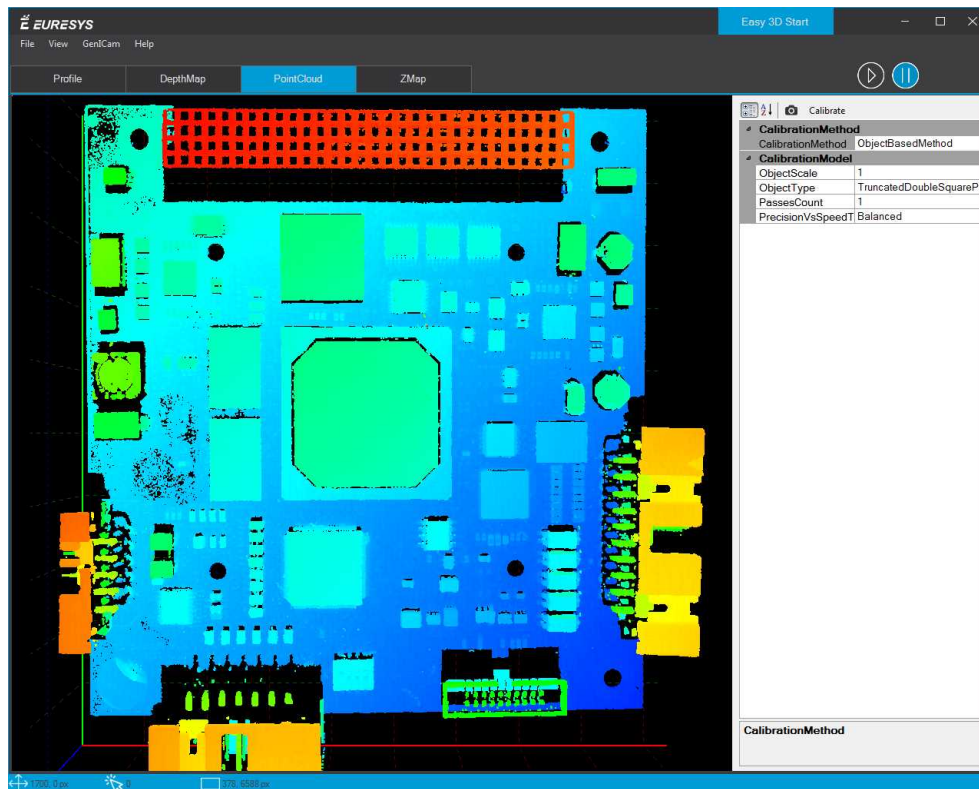 EURESYS
Easy 3D Start
File View GenICam Help
Profile DepthMap PointCloud ZMap
Calibrate
CalibrationMethod
CalibrationMethod ObjectBasedMethod
CalibrationModel
ObjectScale 1
ObjectType TruncatedDoubleSquareP
PassesCount 1
PrecisionVsSpeedT Balanced
CalibrationMethod
1700, 0 px 0 378, 6588 px